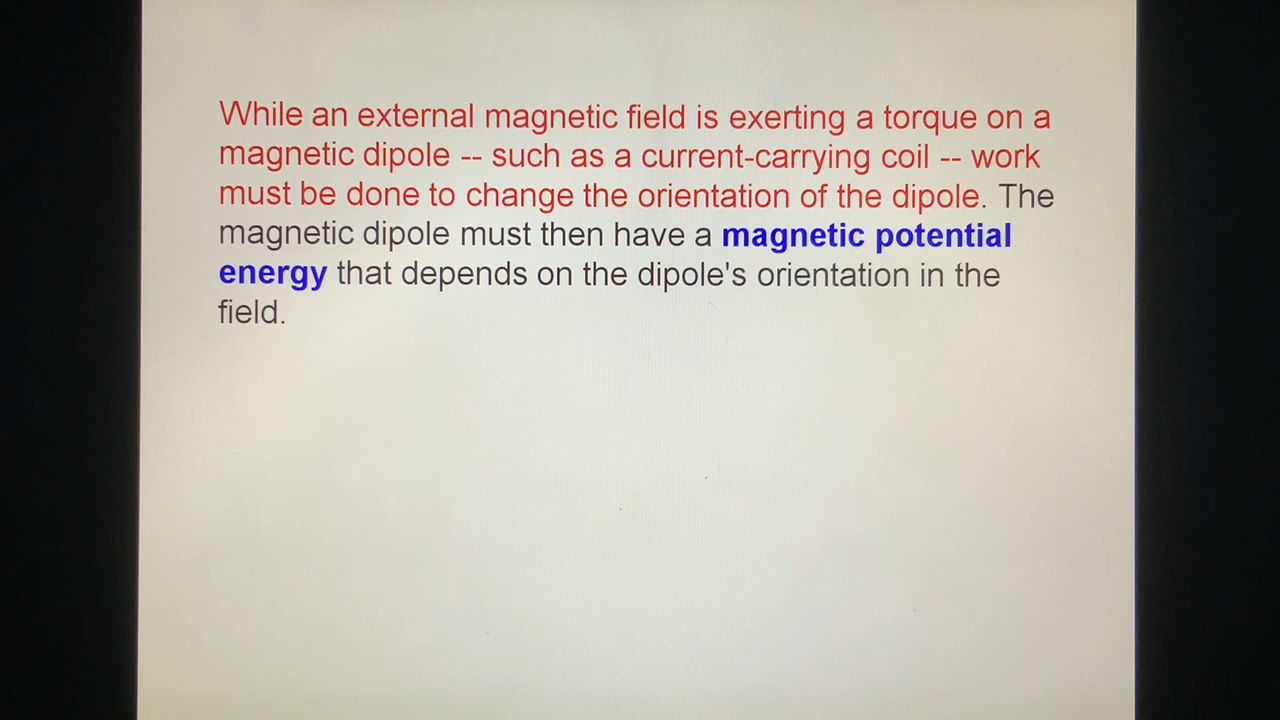 While an external magnetic field is exerting a torque on a
magnetic dipole -- such as a current-carrying coil -- work
must be done to change the orientation of the dipole. The
magnetic dipole must then have a magnetic potential
energy that depends on the dipole's orientation in the
field.